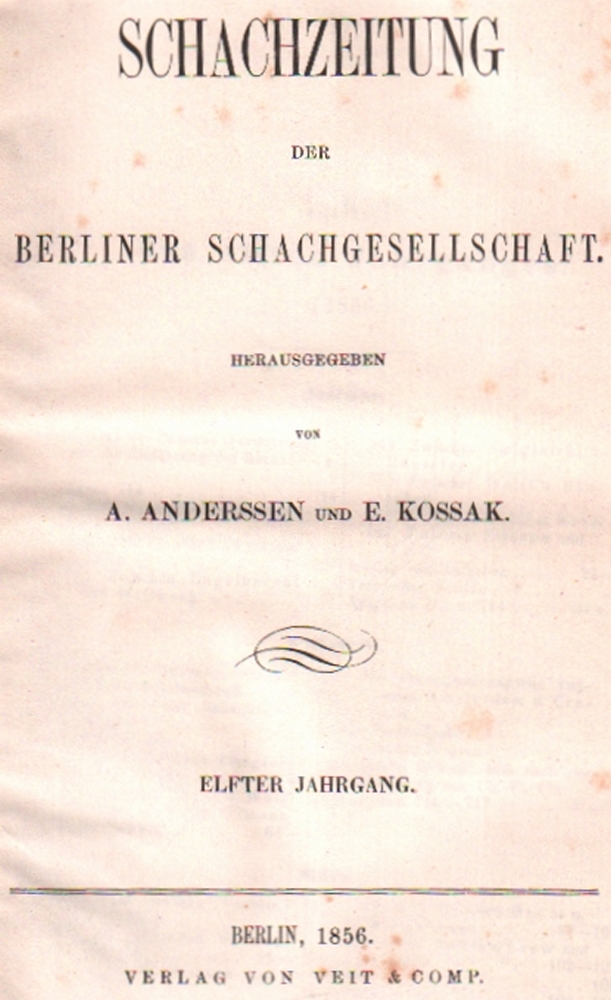 SCHACHZEITUNG
DER
BERLINER SCHACHGESELLSCHAFT.
HERAUSGEGEBEN
VON
A. ANDERSSEN UND E. KOSSAK.
ELFTER JAHRGANG.
BERLIN, 1856.
VERLAG VON VEIT & COMP.